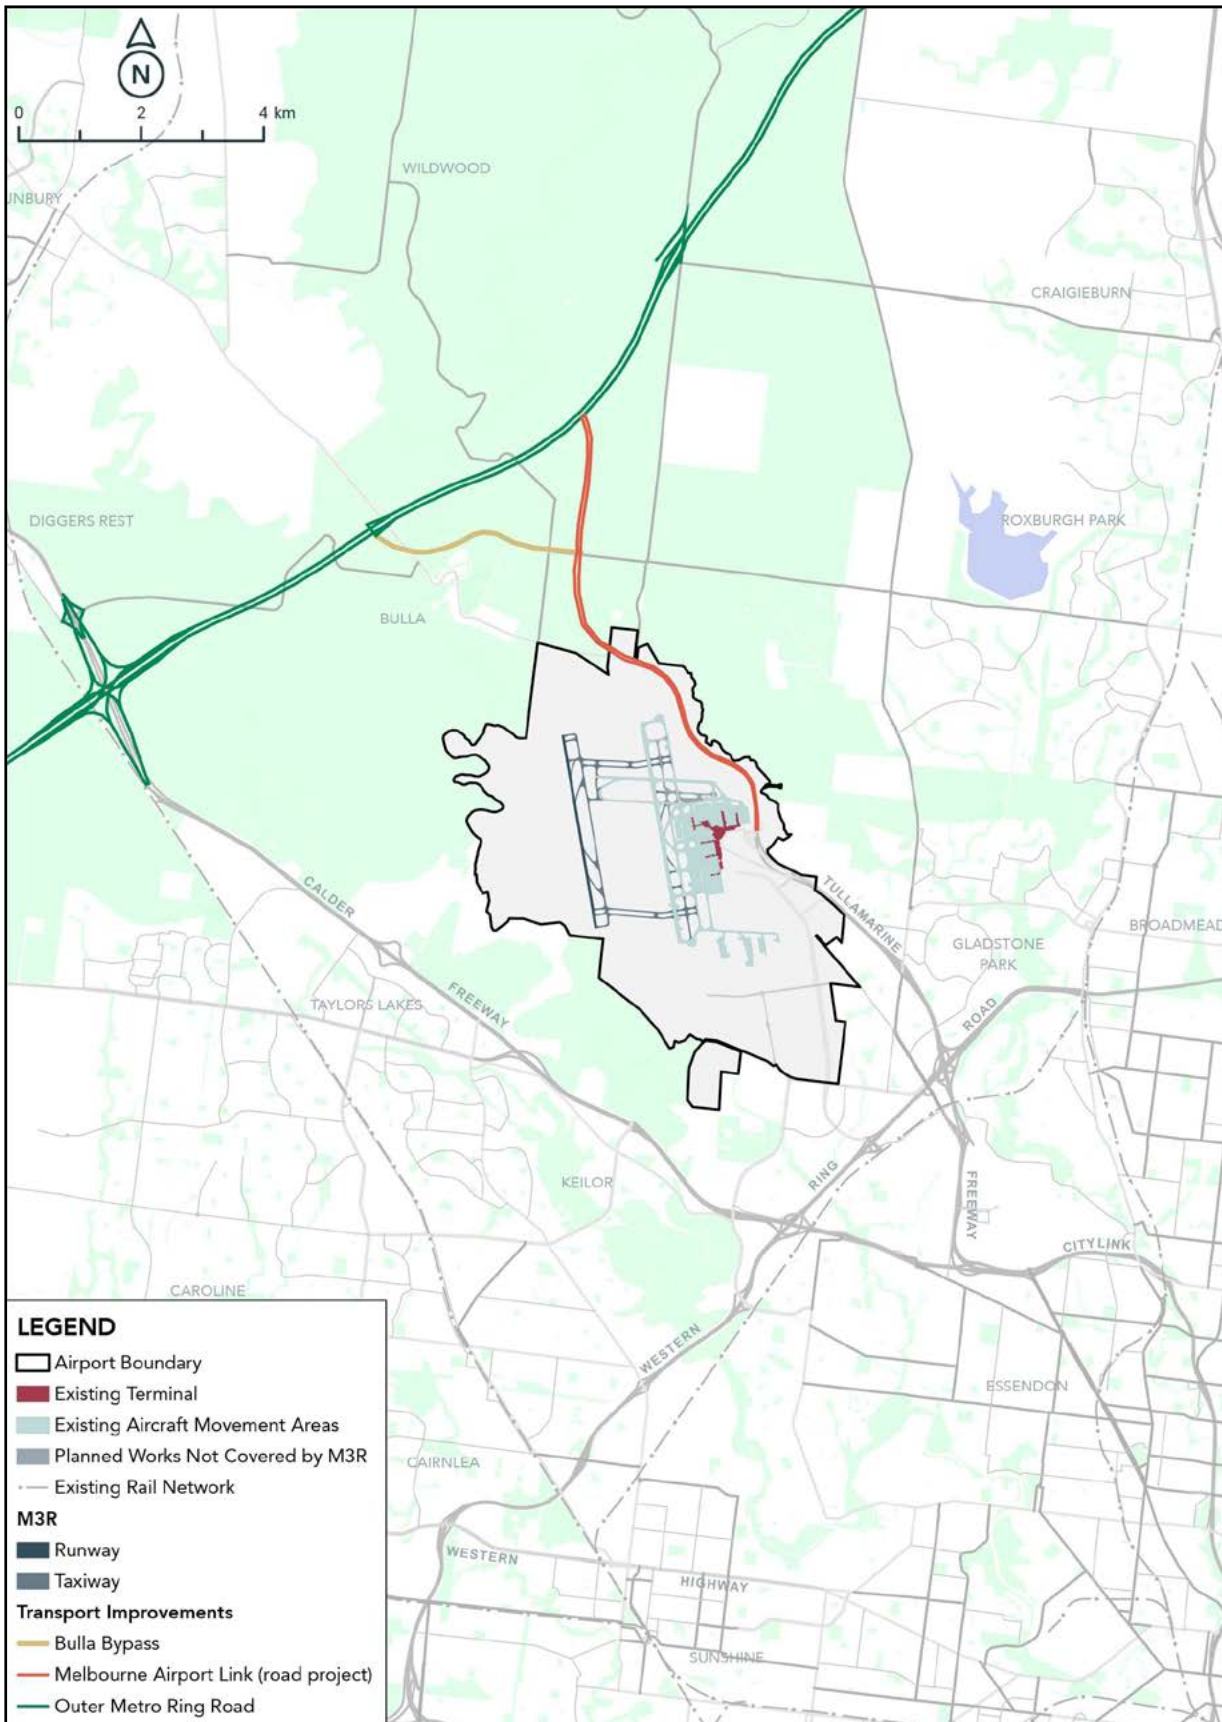 N
0 2 4 km
WILDWOOD
JNBURY
CRAIGIEBURN
DIGGERS REST
ROXBURGH PARK
BULLA
CALDER
FREEWAY
TULLAMARINE
FREEWAY
BROADMEAD
GLADSTONE
PARK
TAYLORS LAKES
ROAD
RING
WESTERN
KEILOR
CITYLINK
CAROLINE
ESSENDON
CAIRNLEA
WESTERN
HIGHWAY
SUNSHINE
LEGEND
Airport Boundary
Existing Terminal
Existing Aircraft Movement Areas
Planned Works Not Covered by M3R
Existing Rail Network
M3R
Runway
Taxiway
Transport Improvements
Bulla Bypass
Melbourne Airport Link (road project)
Outer Metro Ring Road